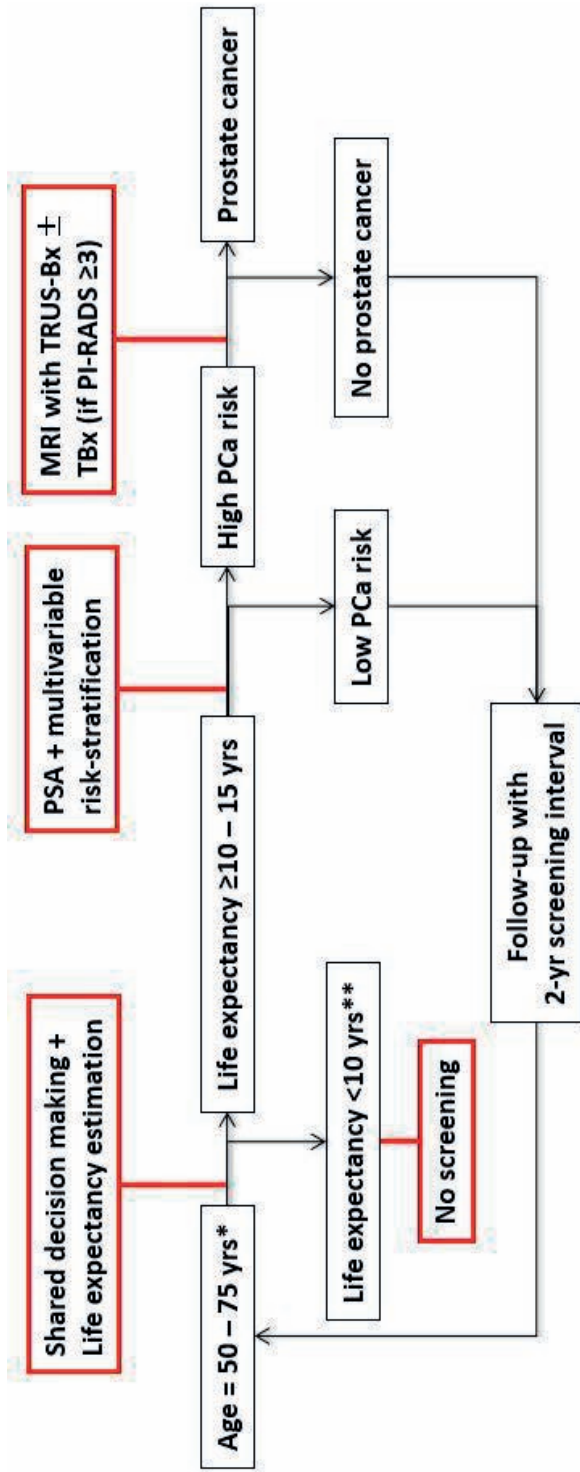 Shared decision making +
Life expectancy estimation
PSA + multivariable
risk-stratification
MRI with TRUS-Bx ±
TBx (if PI-RADS ≥3)
Age = 50 – 75 yrs*
Life expectancy ≥10 – 15 yrs
High PCa risk
Prostate cancer
Life expectancy <10 yrs**
Low PCa risk
No prostate cancer
No screening
Follow-up with
2-yr screening interval